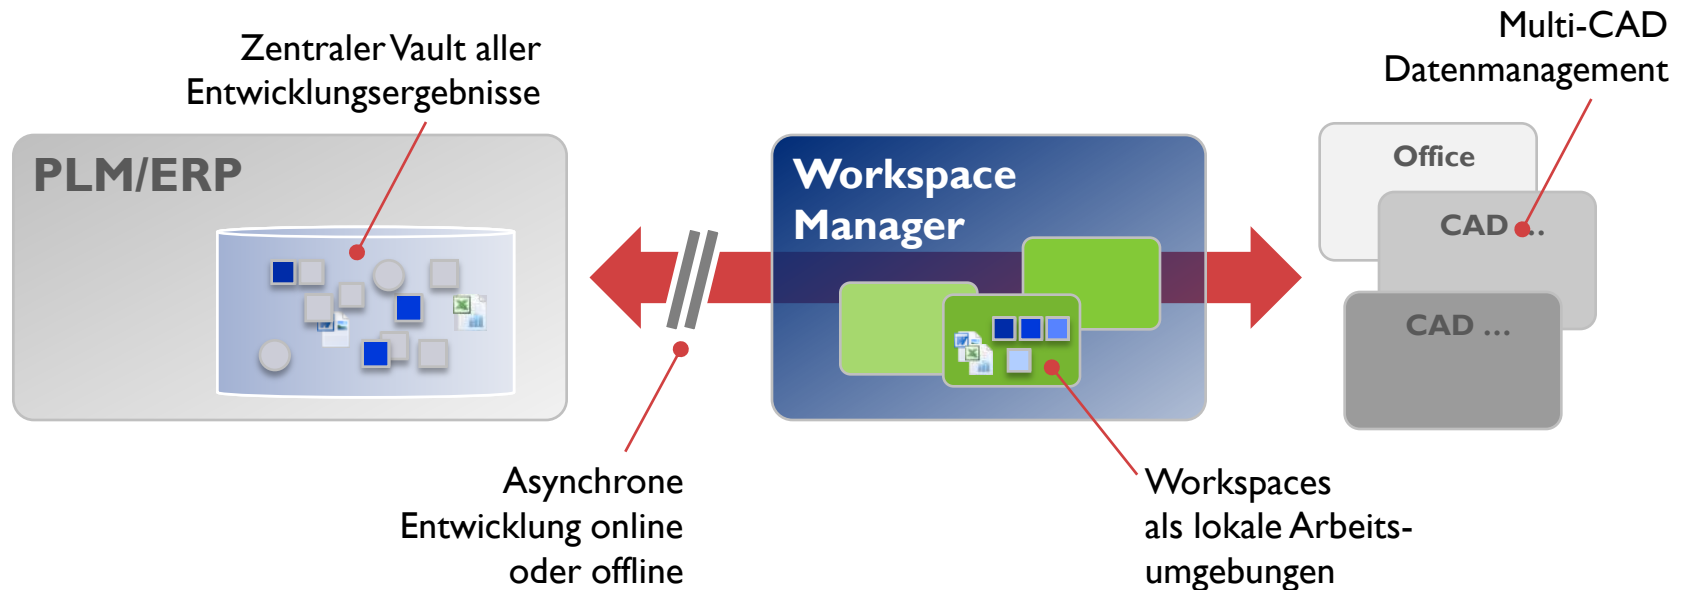 Zentraler Vault aller
Entwicklungsergebnisse
Multi-CAD
Datenmanagement
PLM/ERP
Workspace
Manager
Office
CAD ...
CAD ...
Asynchrone
Entwicklung online
oder offline
Workspaces
als lokale Arbeits-
umgebungen